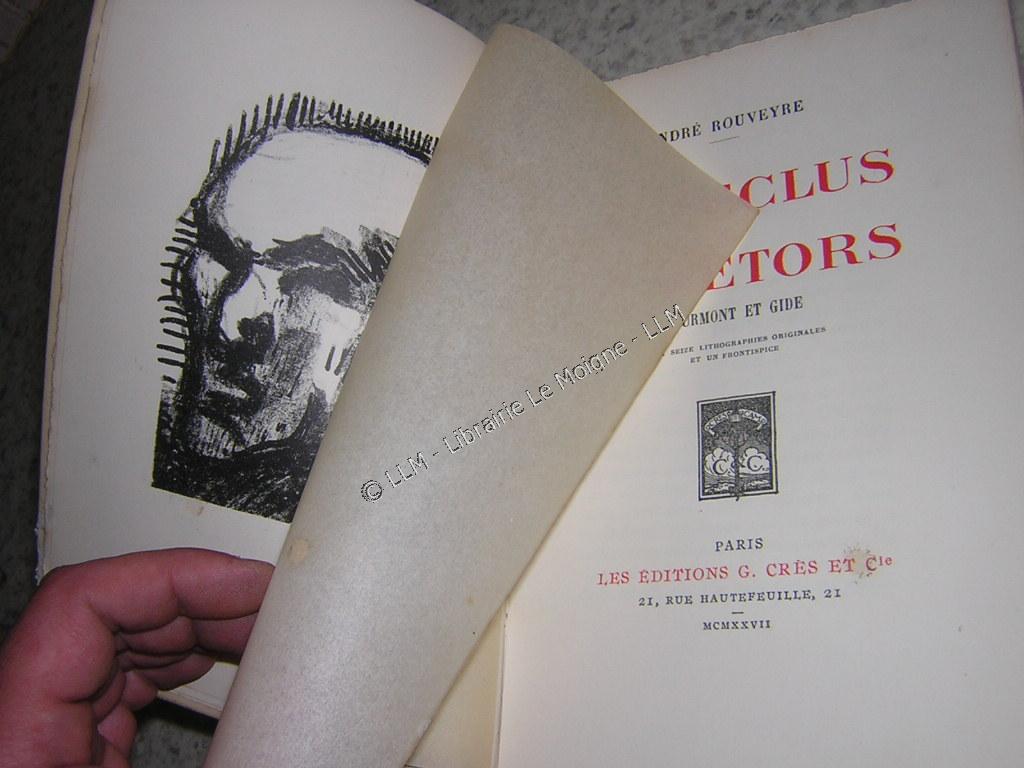 NDRÉ ROUVEYRE
CLUS
ETORS
URMONT ET GIDE
SEIZE LITHOGRAPHIES ORIGINALES
ET UN FRONTISPICE
PARIS
LES ÉDITIONS G. CRÈS ET Cie
21, RUE HAUTEFEUILLE, 21
MCMXXVII
© LLM - Librairie Le Moigne - LLM